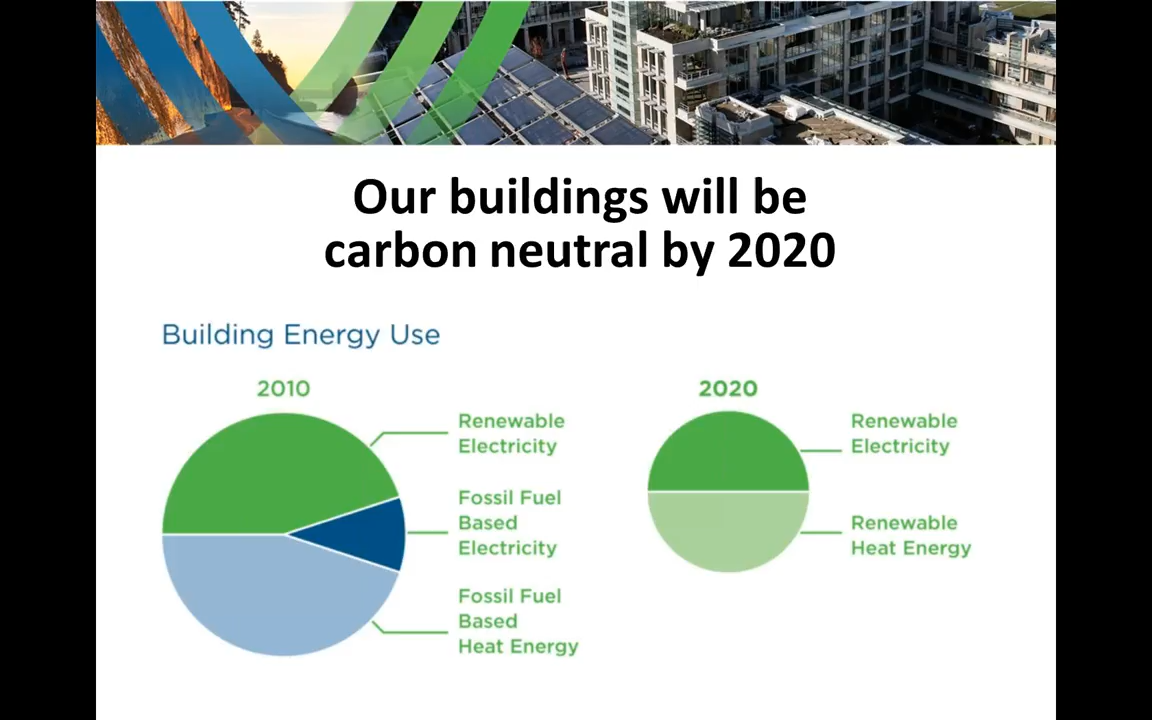 Our buildings will be
carbon neutral by 2020
Building Energy Use
2010
Renewable
Electricity
Fossil Fuel
Based
Electricity
Fossil Fuel
Based
Heat Energy
2020
Renewable
Electricity
Renewable
Heat Energy